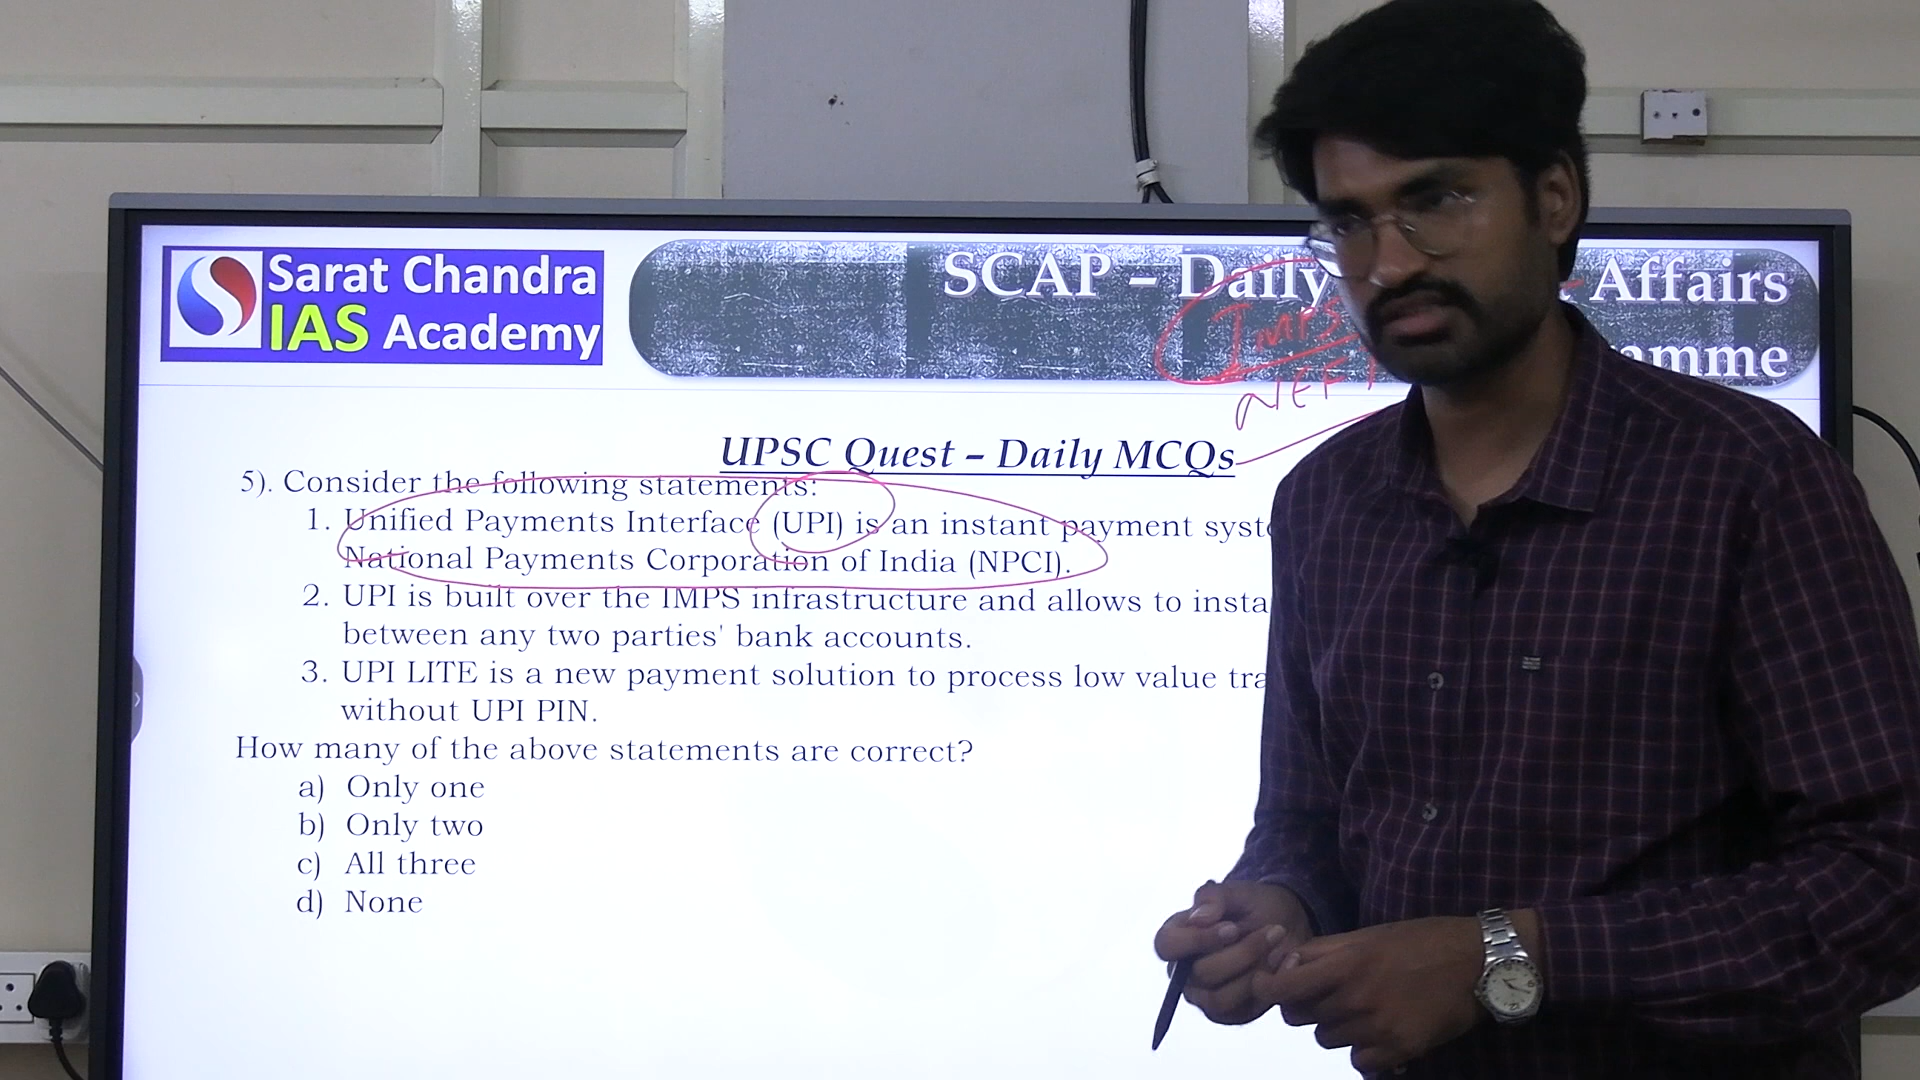 Sarat Chandra
IAS Academy
SCAP – Daily Affairs
IMPS
NEFT
UPSC Quest – Daily MCQs
5). Consider the following statements:
1. Unified Payments Interface (UPI) is an instant payment
National Payments Corporation of India (NPCI).
2. UPI is built over the IMPS infrastructure and allows to
between any two parties' bank accounts.
3. UPI LITE is a new payment solution to process low value
without UPI PIN.
How many of the above statements are correct?
a) Only one
b) Only two
c) All three
d) None